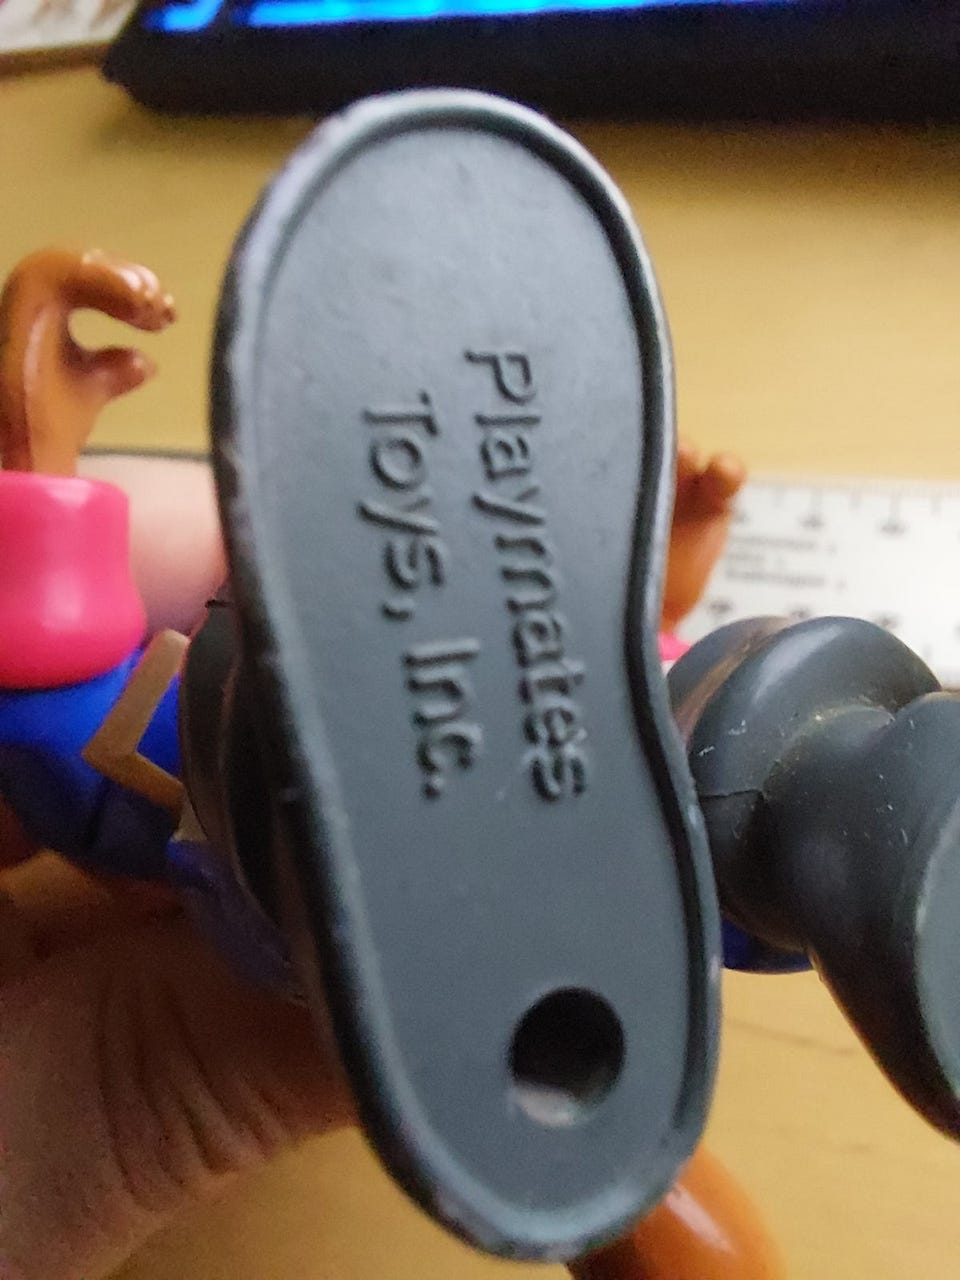 Playmates
Toys, Inc.